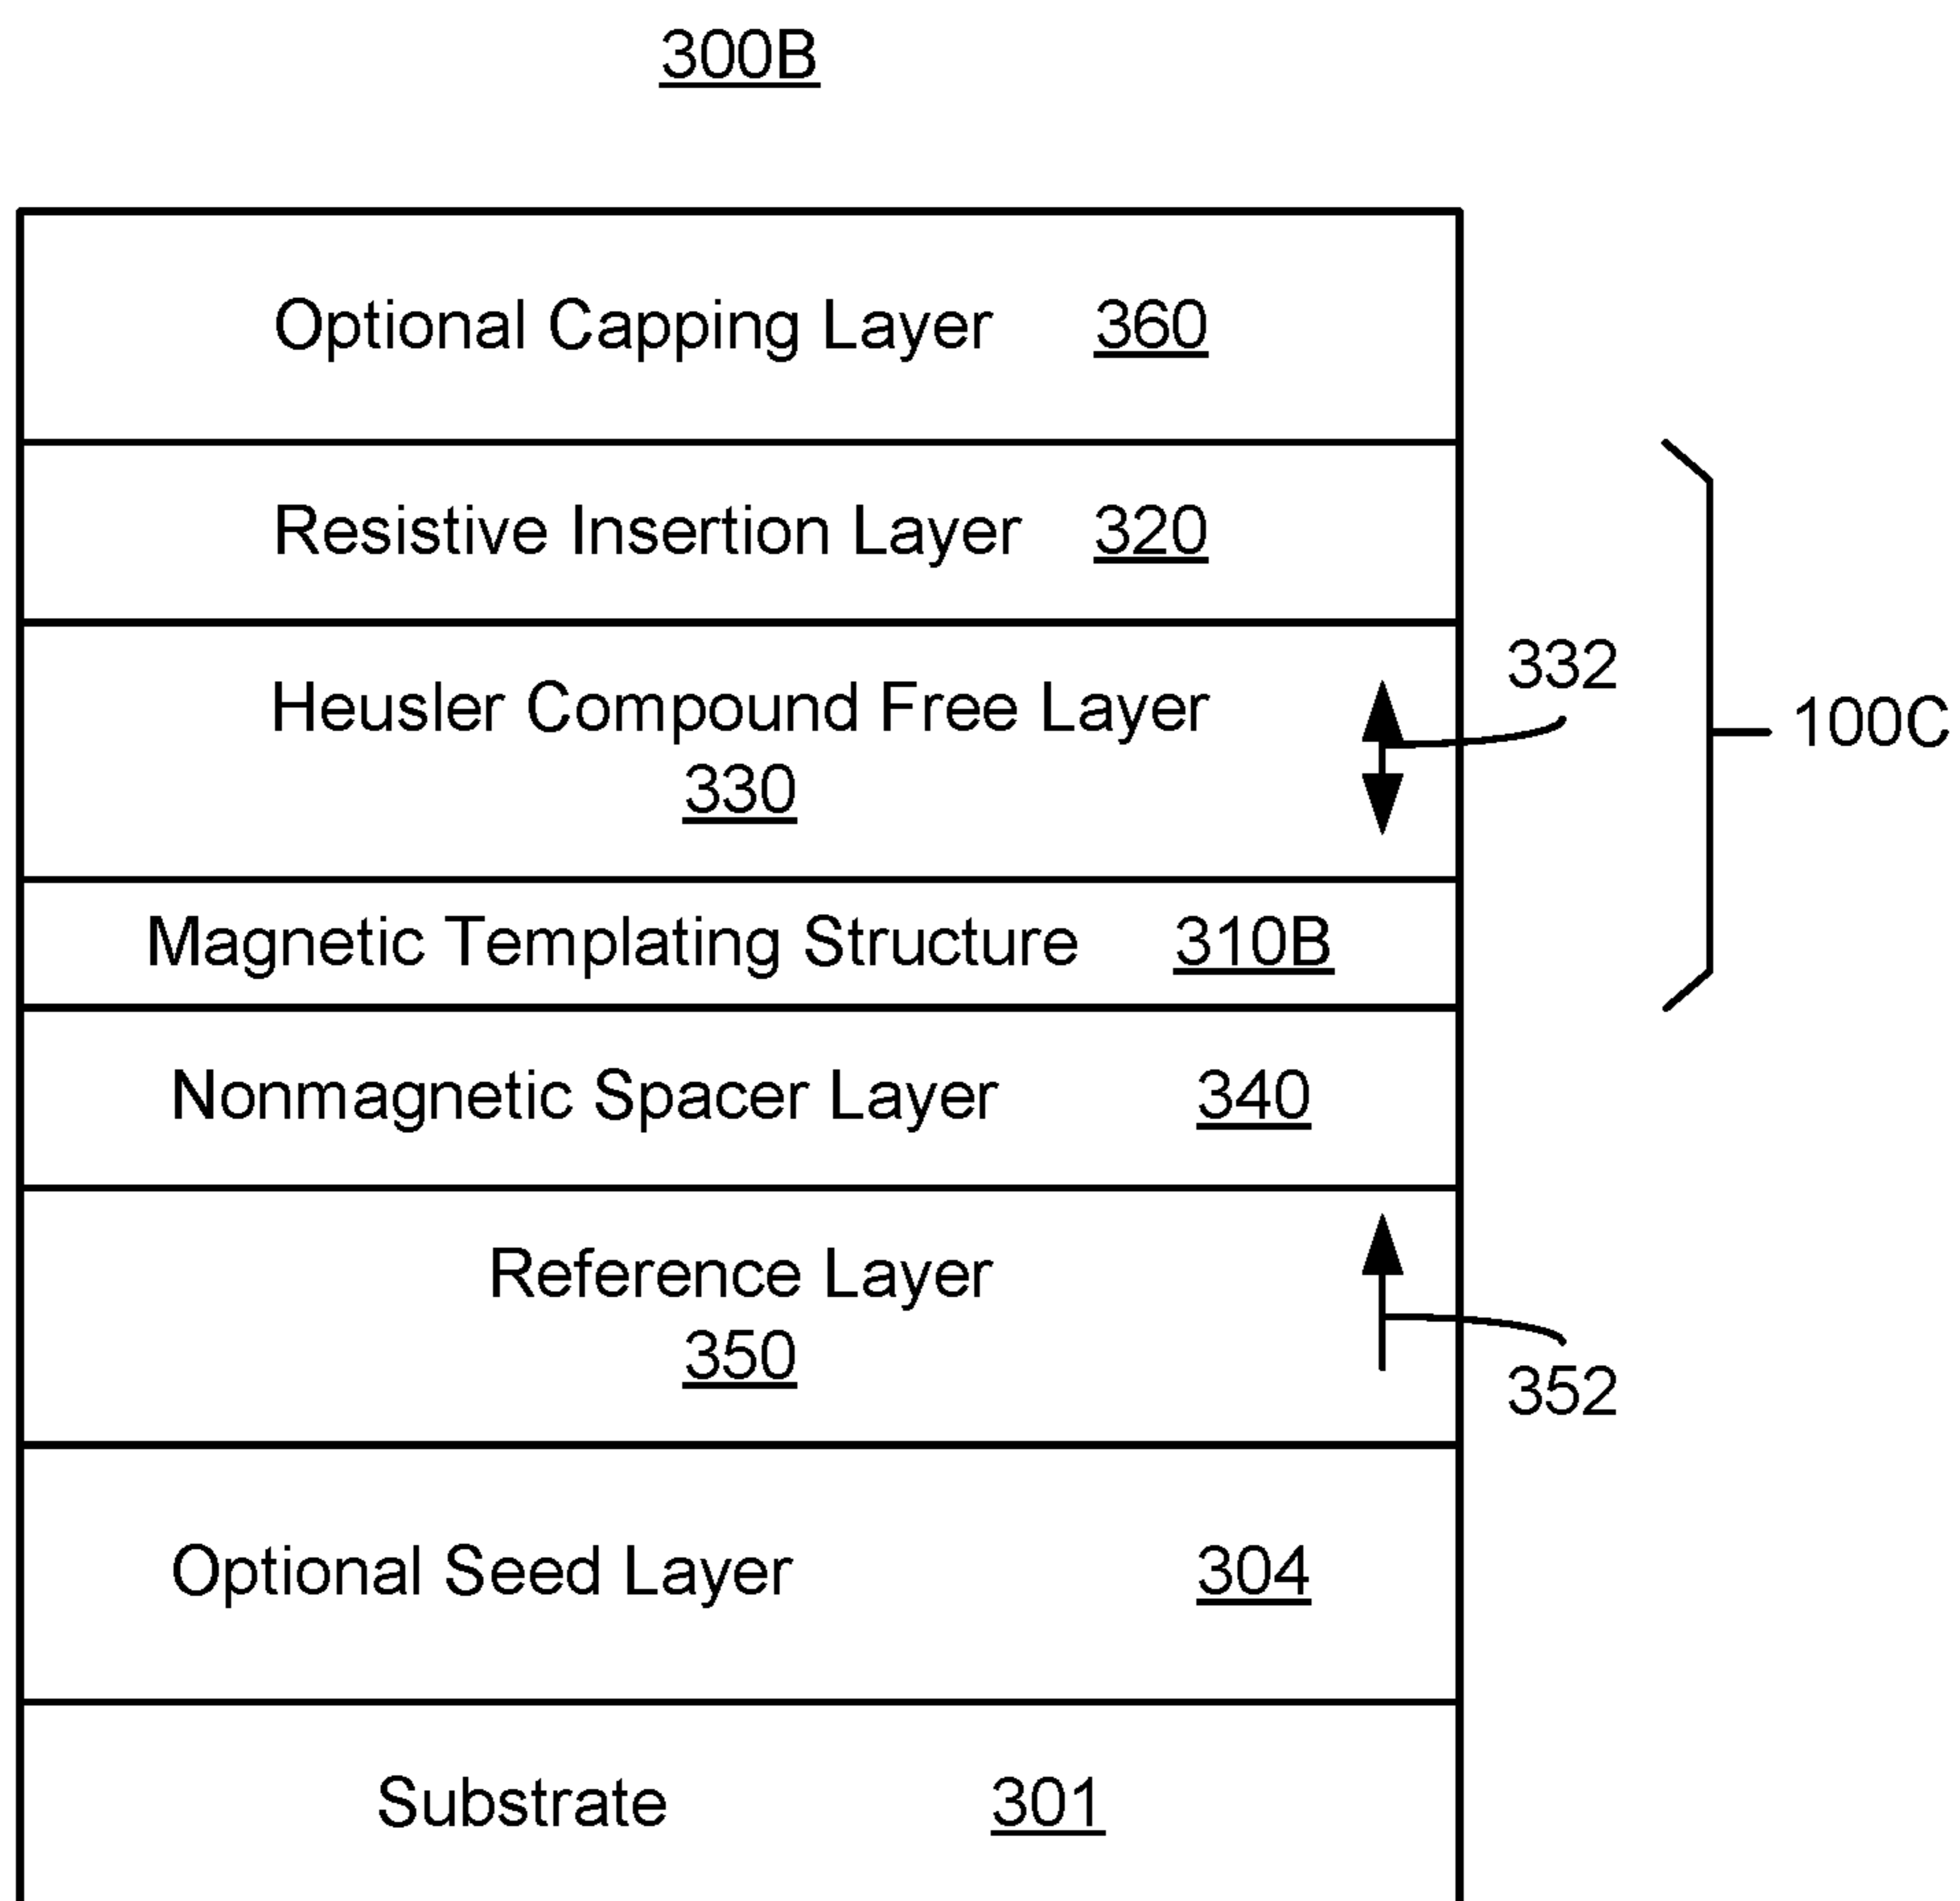 300B
Optional Capping Layer 360
Resistive Insertion Layer 320
Heusler Compound Free Layer
330
332
100C
Magnetic Templating Structure 310B
Nonmagnetic Spacer Layer 340
Reference Layer
350
352
Optional Seed Layer 304
Substrate 301